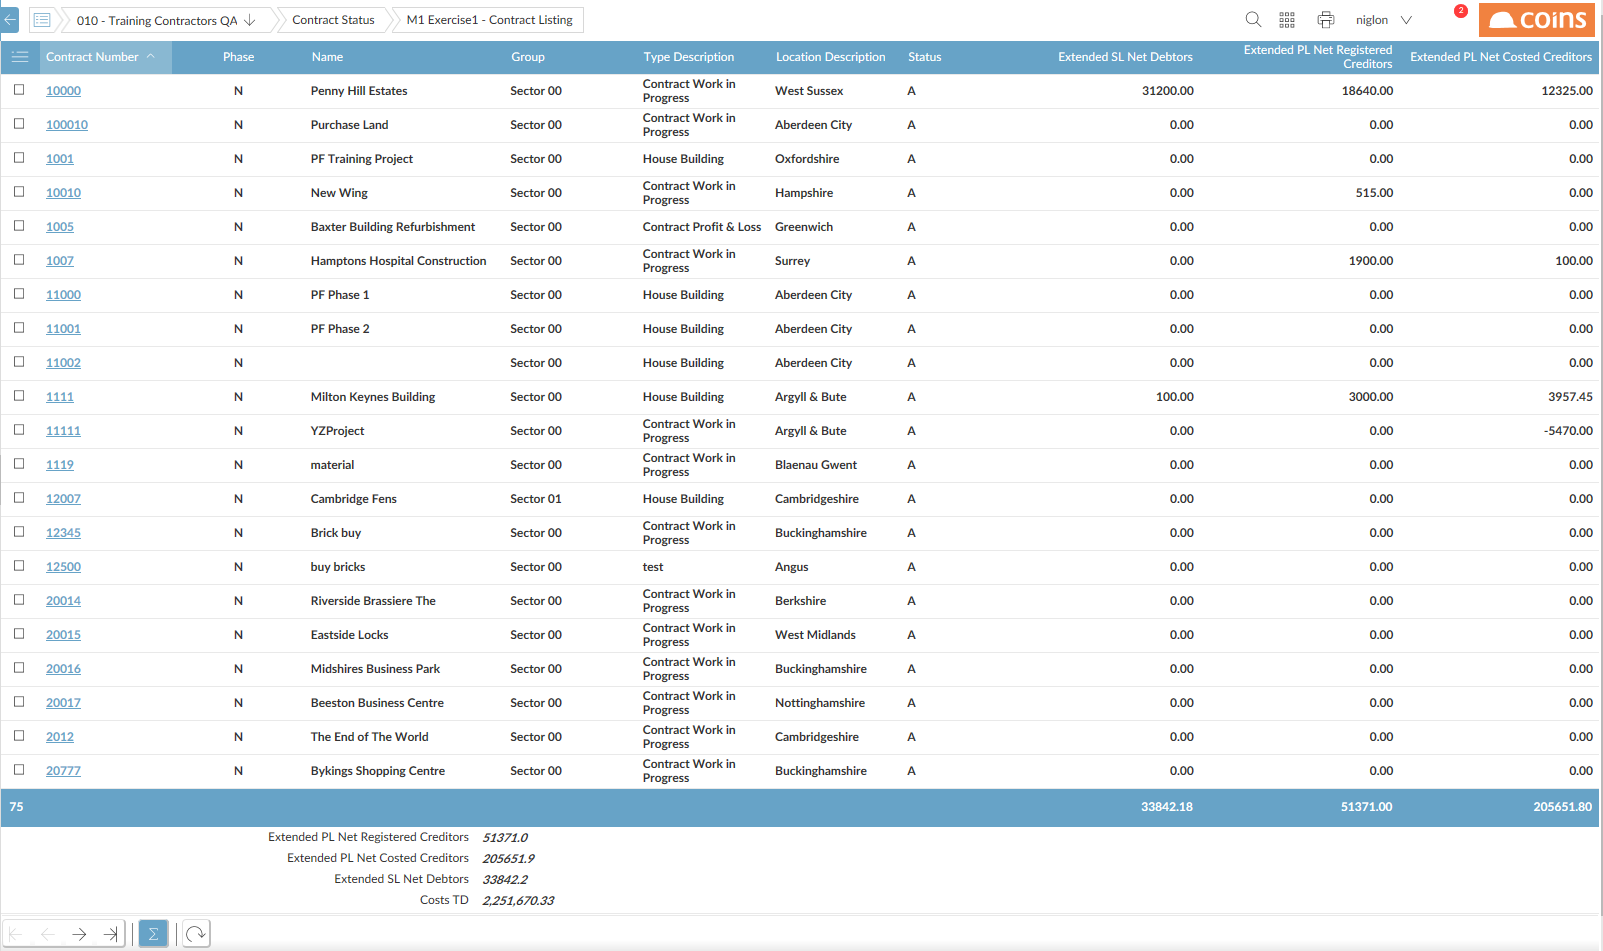 010 - Training Contractors QA
Contract Status
M1 Exercise1 - Contract Listing
niglon
2
coins
Contract Number Phase Name Group Type Description Location Description Status Extended SL Net Debtors Extended PL Net Registered Creditors Extended PL Net Costed Creditors
10000 N Penny Hill Estates Sector 00 Contract Work in Progress West Sussex A 31200.00 18640.00 12325.00
100010 N Purchase Land Sector 00 Contract Work in Progress Aberdeen City A 0.00 0.00 0.00
1001 N PF Training Project Sector 00 House Building Oxfordshire A 0.00 0.00 0.00
10010 N New Wing Sector 00 Contract Work in Progress Hampshire A 0.00 515.00 0.00
1005 N Baxter Building Refurbishment Sector 00 Contract Profit & Loss Greenwich A 0.00 0.00 0.00
1007 N Hamptons Hospital Construction Sector 00 Contract Work in Progress Surrey A 0.00 1900.00 100.00
11000 N PF Phase 1 Sector 00 House Building Aberdeen City A 0.00 0.00 0.00
11001 N PF Phase 2 Sector 00 House Building Aberdeen City A 0.00 0.00 0.00
11002 N Sector 00 House Building Aberdeen City A 0.00 0.00 0.00
1111 N Milton Keynes Building Sector 00 House Building Argyll & Bute A 100.00 3000.00 3957.45
11111 N YZProject Sector 00 Contract Work in Progress Argyll & Bute A 0.00 0.00 -5470.00
1119 N material Sector 00 Contract Work in Progress Blaenau Gwent A 0.00 0.00 0.00
12007 N Cambridge Fens Sector 01 House Building Cambridgeshire A 0.00 0.00 0.00
12345 N Brick buy Sector 00 Contract Work in Progress Buckinghamshire A 0.00 0.00 0.00
12500 N buy bricks Sector 00 test Angus A 0.00 0.00 0.00
20014 N Riverside Brassiere The Sector 00 Contract Work in Progress Berkshire A 0.00 0.00 0.00
20015 N Eastside Locks Sector 00 Contract Work in Progress West Midlands A 0.00 0.00 0.00
20016 N Midshires Business Park Sector 00 Contract Work in Progress Buckinghamshire A 0.00 0.00 0.00
20017 N Beeston Business Centre Sector 00 Contract Work in Progress Nottinghamshire A 0.00 0.00 0.00
2012 N The End of The World Sector 00 Contract Work in Progress Cambridgeshire A 0.00 0.00 0.00
20777 N Bykings Shopping Centre Sector 00 Contract Work in Progress Buckinghamshire A 0.00 0.00 0.00
75 33842.18 51371.00 205651.80
Extended PL Net Registered Creditors 51371.0
Extended PL Net Costed Creditors 205651.9
Extended SL Net Debtors 33842.2
Costs TD 2,251,670.33
Σ